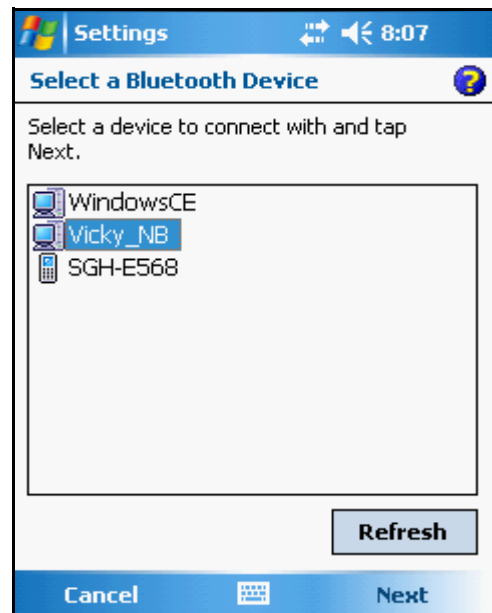 Settings 8:07
Select a Bluetooth Device ?
Select a device to connect with and tap
Next.
WindowsCE
Vicky_NB
SGH-E568
Refresh
Cancel Next